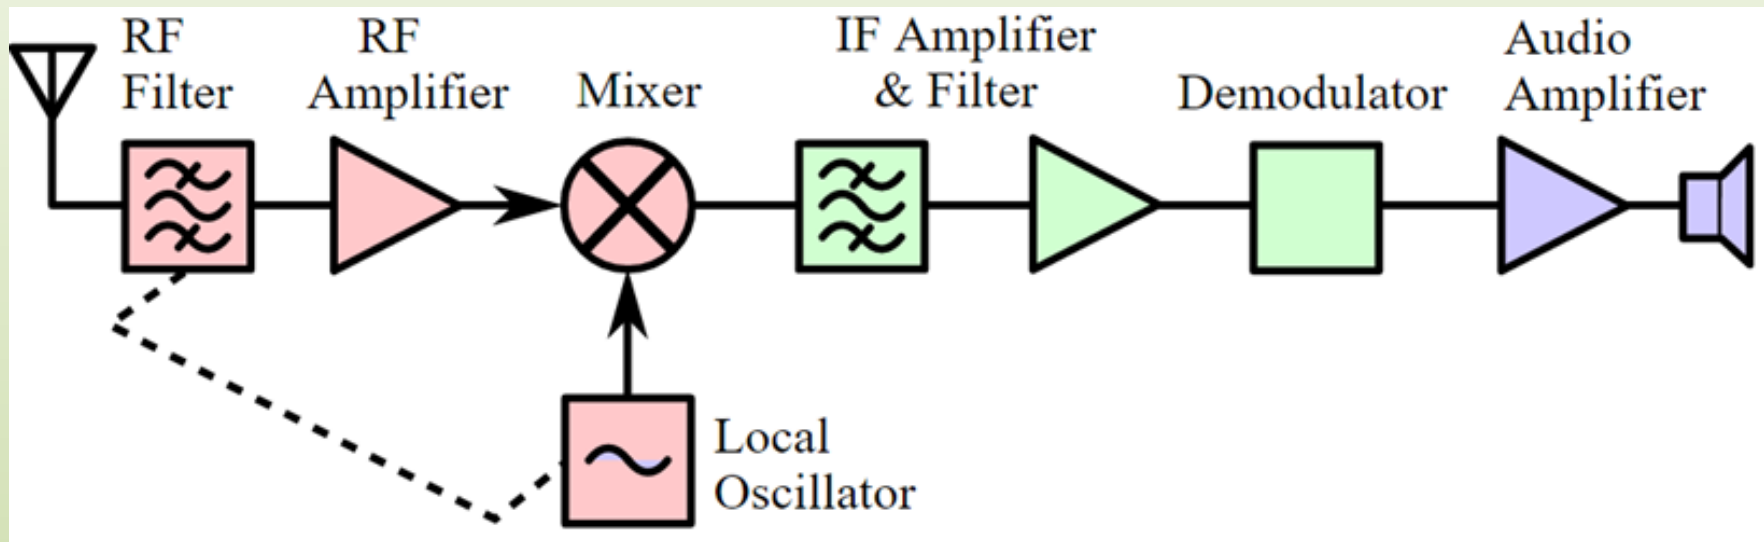 RF
Filter
RF
Amplifier
Mixer
IF Amplifier
& Filter
Demodulator
Audio
Amplifier
Local
Oscillator